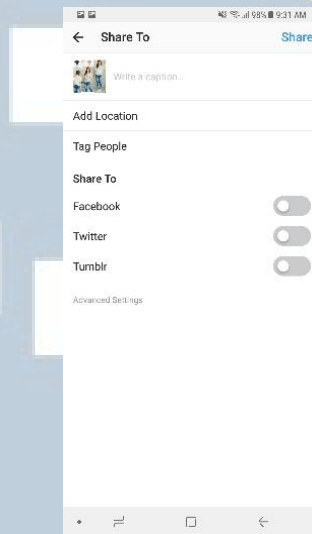 98% 9:31 AM
Share To
Share
Write a caption...
Add Location
Tag People
Share To
Facebook
Twitter
Tumblr
Advanced Settings